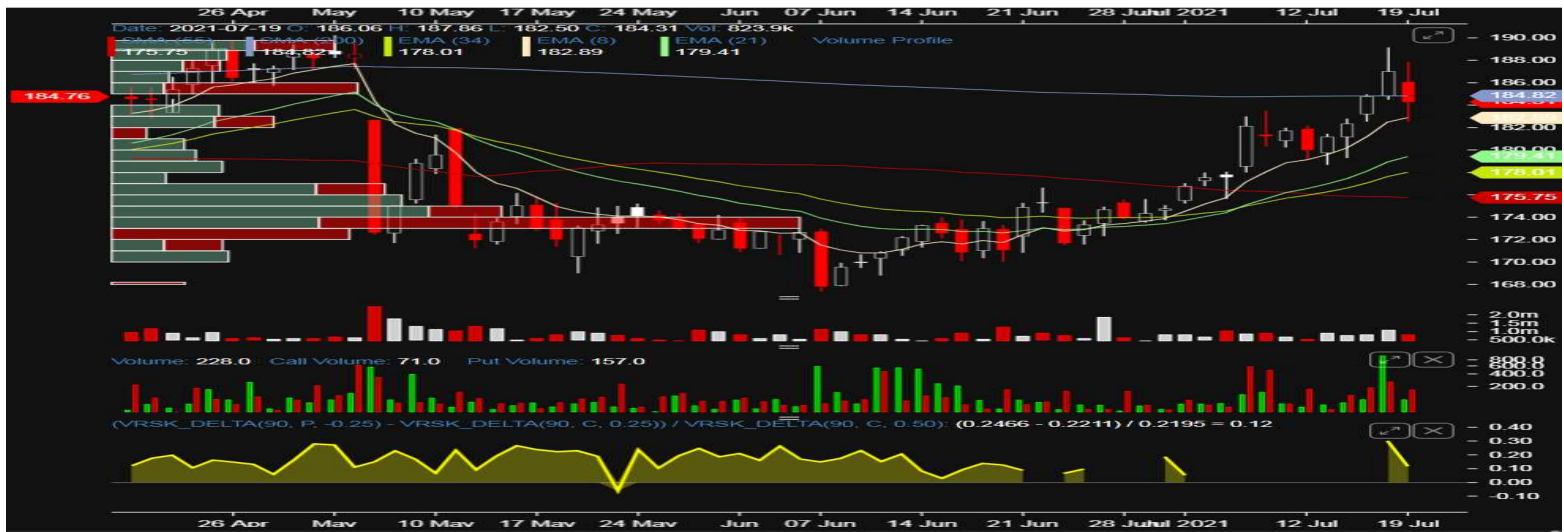 26 Apr May 10 May 17 May 24 May Jun 07 Jun 14 Jun 21 Jun 28 Jun Jul 2021 12 Jul 19 Jul
Date: 2021-07-19 O: 186.06 H: 187.86 L: 182.50 C: 184.31 Vol: 823.9k
EMA (34) EMA (8) EMA (21) Volume Profile
175.75 184.82 178.01 182.89 179.41
190.00
188.00
186.00
184.76
184.82
184.31
182.89
182.00
180.00
179.41
178.01
175.75
174.00
172.00
170.00
168.00
2.0m
1.5m
500.0k
Volume: 228.0 Call Volume: 71.0 Put Volume: 157.0
800.0
600.0
400.0
200.0
(VRSK_DELTA(90, P, -0.25) - VRSK_DELTA(90, C, 0.25)) / VRSK_DELTA(90, C, 0.50): (0.2466 - 0.2211) / 0.2195 = 0.12
0.40
0.30
0.20
0.10
0.00
-0.10
26 Apr May 10 May 17 May 24 May Jun 07 Jun 14 Jun 21 Jun 28 Jun Jul 2021 12 Jul 19 Jul